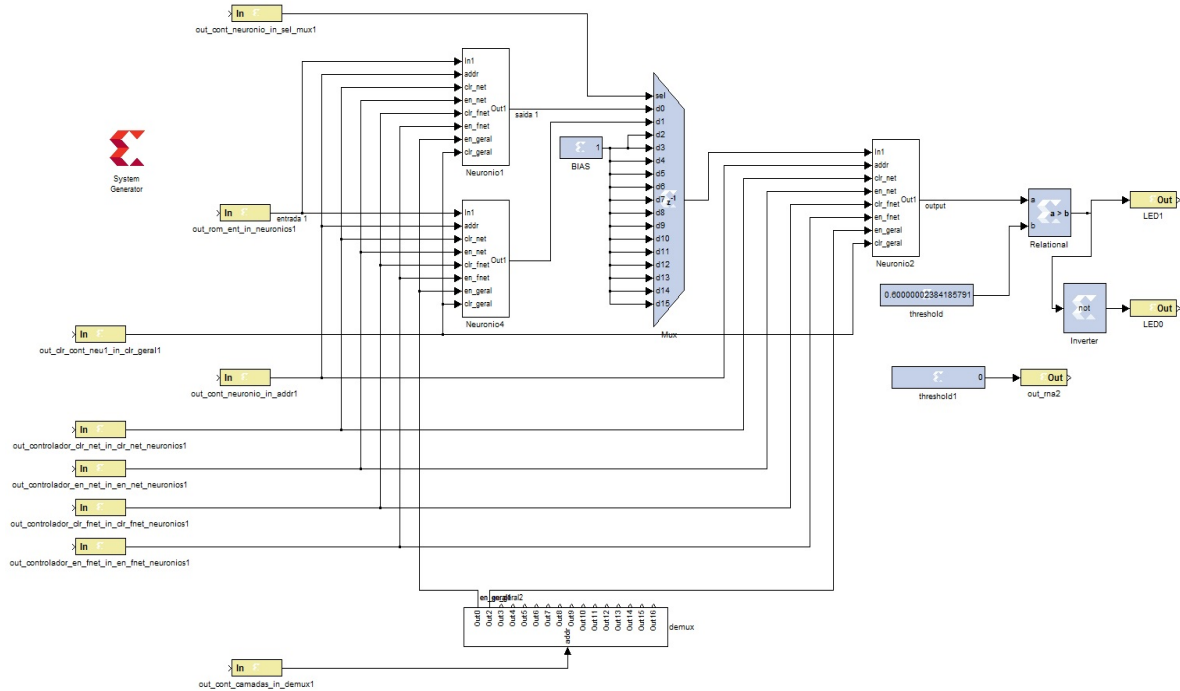 In
out_cont_neuronio_in_sel_mux1
In1
addr
clr_net
en_net
clr_fnet
en_fnet
en_geral
clr_geral
Out1
saida 1
Neuronio1
System
Generator
In
out_rom_ent_in_neuronios1
entrada 1
In1
addr
clr_net
en_net
clr_fnet
en_fnet
en_geral
clr_geral
Out1
Neuronio4
1
BIAS
sel
d0
d1
d2
d3
d4
d5
d6
d7
d8
d9
d10
d11
d12
d13
d14
d15
z-1
Mux
In1
addr
clr_net
en_net
clr_fnet
en_fnet
en_geral
clr_geral
Out1
output
Neuronio2
a
b
a > b
Relational
Out
LED1
0.60000002384185791
threshold
not
Inverter
Out
LED0
0
threshold1
Out
out_rna2
In
out_clr_cont_neu1_in_clr_geral1
In
out_cont_neuronio_in_addr1
In
out_controlador_clr_net_in_clr_net_neuronios1
In
out_controlador_en_net_in_en_net_neuronios1
In
out_controlador_clr_fnet_in_clr_fnet_neuronios1
In
out_controlador_en_fnet_in_en_fnet_neuronios1
Out0
Out2
Out3
Out4
Out5
Out6
Out7
Out8
Out9
Out10
Out11
Out12
Out13
Out14
Out15
Out16
addr
demux
In
out_cont_camadas_in_demux1